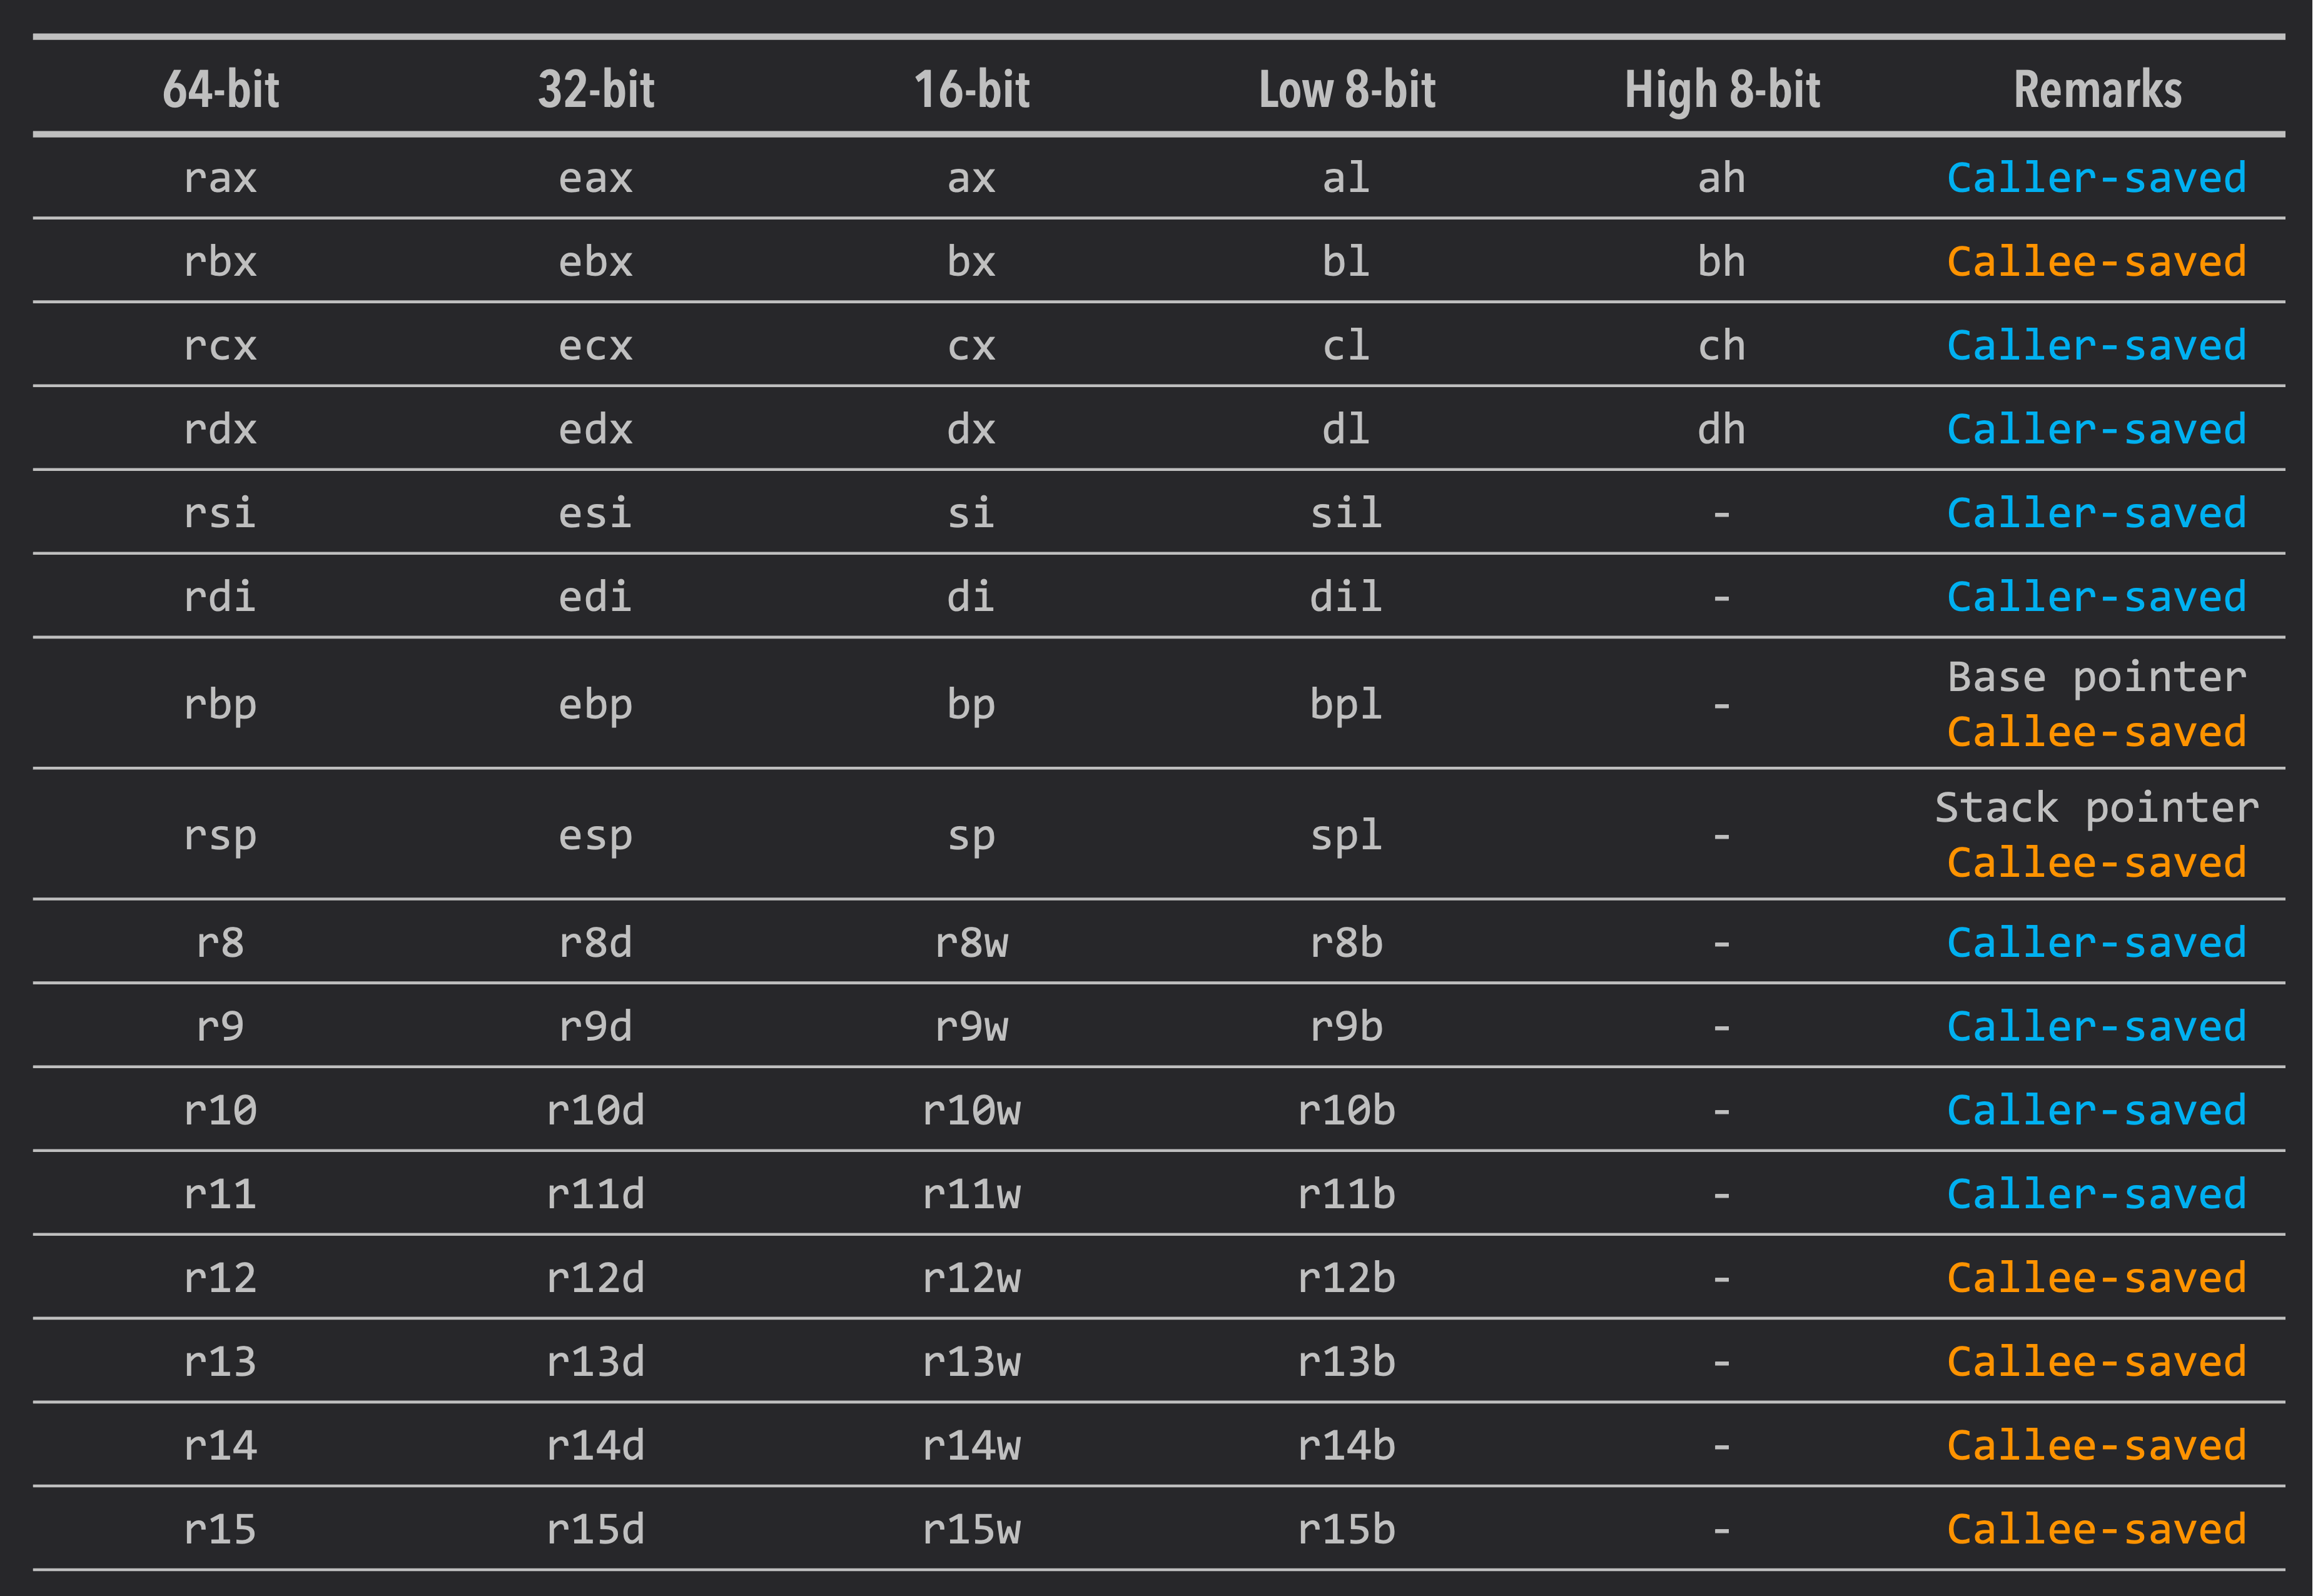 64-bit 32-bit 16-bit Low 8-bit High 8-bit Remarks
rax eax ax al ah Caller-saved
rbx ebx bx bl bh Callee-saved
rcx ecx cx cl ch Caller-saved
rdx edx dx dl dh Caller-saved
rsi esi si sil - Caller-saved
rdi edi di dil - Caller-saved
rbp ebp bp bpl - Base pointer
Callee-saved
rsp esp sp spl - Stack pointer
Callee-saved
r8 r8d r8w r8b - Caller-saved
r9 r9d r9w r9b - Caller-saved
r10 r10d r10w r10b - Caller-saved
r11 r11d r11w r11b - Caller-saved
r12 r12d r12w r12b - Callee-saved
r13 r13d r13w r13b - Callee-saved
r14 r14d r14w r14b - Callee-saved
r15 r15d r15w r15b - Callee-saved